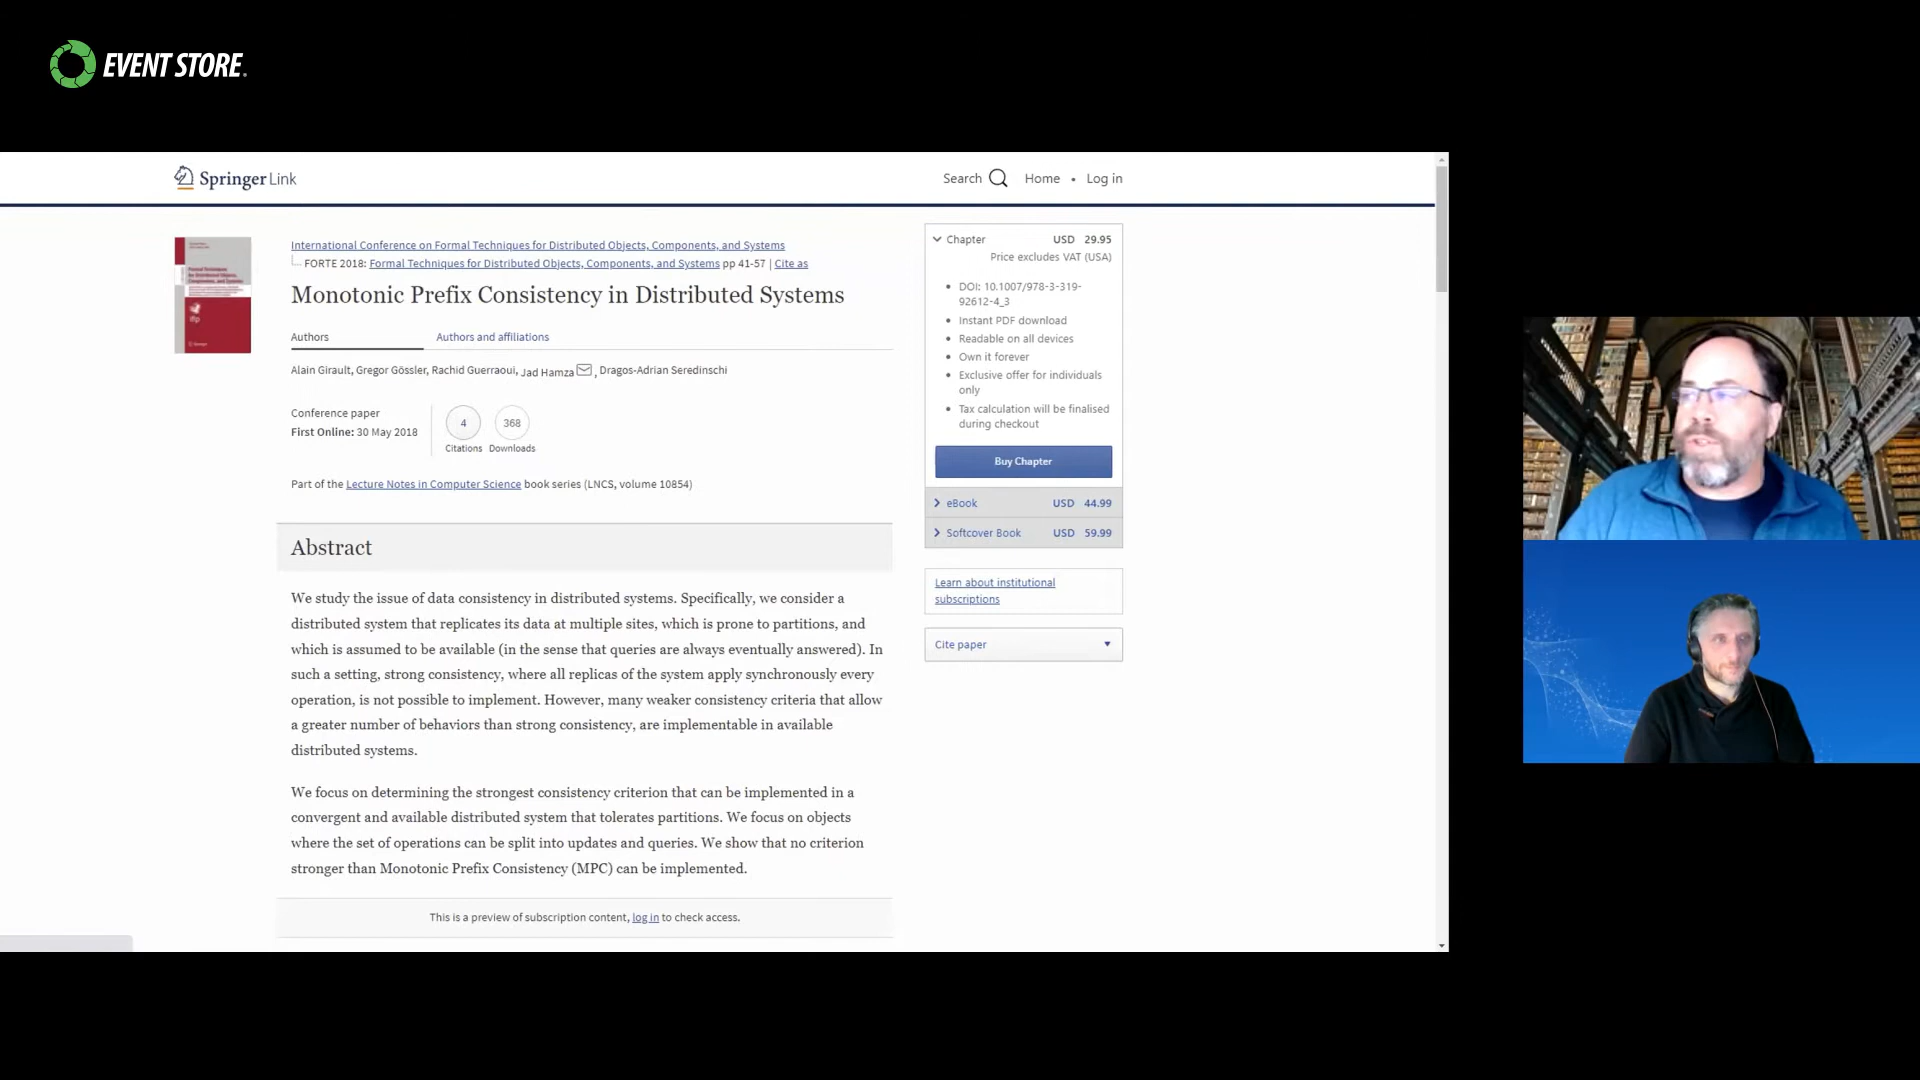 EVENT STORE
Springer Link
Search
Home • Log in
International Conference on Formal Techniques for Distributed Objects, Components, and Systems
FORTE 2018: Formal Techniques for Distributed Objects, Components, and Systems pp 41-57 | Cite as
Monotonic Prefix Consistency in Distributed Systems
Authors
Authors and affiliations
Alain Girault, Gregor Gössler, Rachid Guerraoui, Jad Hamza, Dragos-Adrian Seredinschi
Conference paper
First Online: 30 May 2018
4
Citations
368
Downloads
Part of the Lecture Notes in Computer Science book series (LNCS, volume 10854)
Abstract
We study the issue of data consistency in distributed systems. Specifically, we consider a
distributed system that replicates its data at multiple sites, which is prone to partitions, and
which is assumed to be available (in the sense that queries are always eventually answered). In
such a setting, strong consistency, where all replicas of the system apply synchronously every
operation, is not possible to implement. However, many weaker consistency criteria that allow
a greater number of behaviors than strong consistency, are implementable in available
distributed systems.
We focus on determining the strongest consistency criterion that can be implemented in a
convergent and available distributed system that tolerates partitions. We focus on objects
where the set of operations can be split into updates and queries. We show that no criterion
stronger than Monotonic Prefix Consistency (MPC) can be implemented.
This is a preview of subscription content, log in to check access.
Chapter USD 29.95
Price excludes VAT (USA)
• DOI: 10.1007/978-3-319-
92612-4_3
• Instant PDF download
• Readable on all devices
• Own it forever
• Exclusive offer for individuals
only
• Tax calculation will be finalised
during checkout
Buy Chapter
eBook USD 44.99
Softcover Book USD 59.99
Learn about institutional
subscriptions
Cite paper